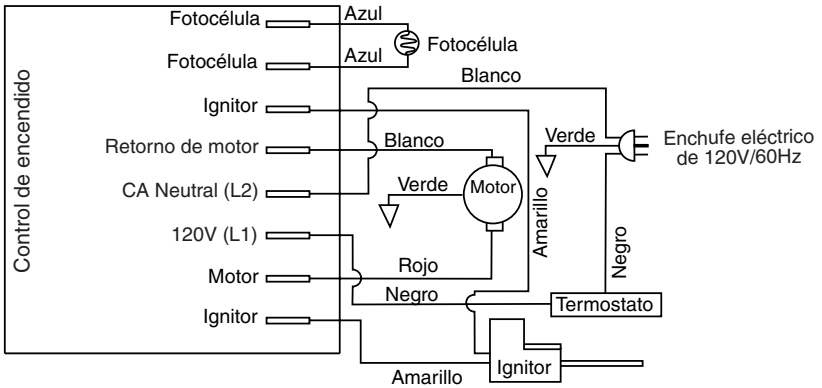 Control de encendido
Fotocélula
Azul
Fotocélula
Azul
Fotocélula
Blanco
Ignitor
Retorno de motor
Blanco
Verde
Enchufe eléctrico
de 120V/60Hz
CA Neutral (L2)
Verde
Motor
Amarillo
120V (L1)
Negro
Motor
Rojo
Negro
Termostato
Ignitor
Amarillo
Ignitor